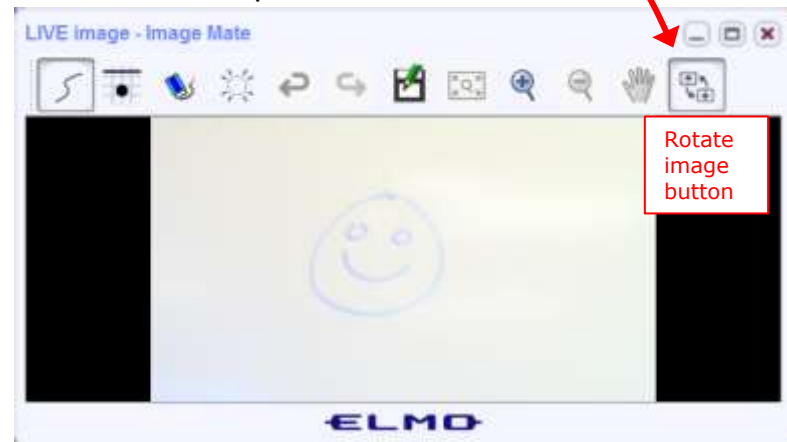 LIVE image - Image Mate
Rotate
image
button
ELMO